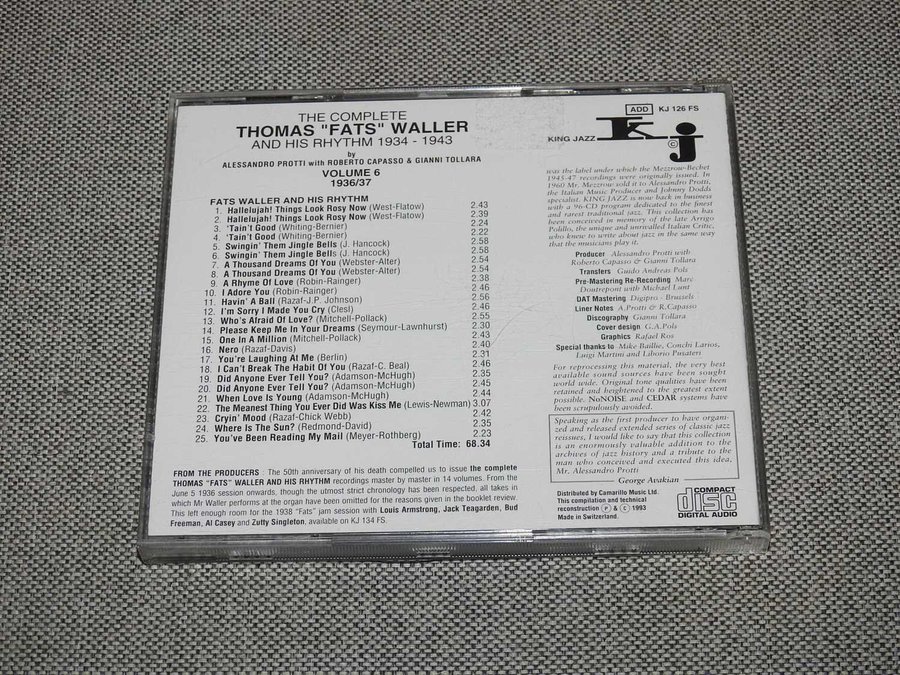 THE COMPLETE
THOMAS "FATS" WALLER
AND HIS RHYTHM 1934 - 1943
by
ALESSANDRO PROTTI with ROBERTO CAPASSO & GIANNI TOLLARA
VOLUME 6
1936/37
FATS WALLER AND HIS RHYTHM
1. Hallelujah! Things Look Rosy Now (West-Flatow) 2.43
2. Hallelujah! Things Look Rosy Now (West-Flatow) 2.39
3. 'Tain't Good (Whiting-Bernier) 2.24
4. 'Tain't Good (Whiting-Bernier) 2.22
5. Swingin' Them Jingle Bells (J. Hancock) 2.58
6. Swingin' Them Jingle Bells (J. Hancock) 2.58
7. A Thousand Dreams Of You (Webster-Alter) 2.54
8. A Thousand Dreams Of You (Webster-Alter) 2.54
9. A Rhyme Of Love (Robin-Rainger) 2.38
10. I Adore You (Robin-Rainger) 2.46
11. Havin' A Ball (Razaf-J.P. Johnson) 2.56
12. I'm Sorry I Made You Cry (Clesl) 2.46
13. Who's Afraid Of Love? (Mitchell-Pollack) 2.55
14. Please Keep Me In Your Dreams (Seymour-Lawnhurst) 2.30
15. One In A Million (Mitchell-Pollack) 2.43
16. Nero (Razaf-Davis) 2.40
17. You're Laughing At Me (Berlin) 2.31
18. I Can't Break The Habit Of You (Razaf-C. Beal) 2.46
19. Did Anyone Ever Tell You? (Adamson-McHugh) 2.35
20. Did Anyone Ever Tell You? (Adamson-McHugh) 2.45
21. When Love Is Young (Adamson-McHugh) 2.44
22. The Meanest Thing You Ever Did Was Kiss Me (Lewis-Newman) 3.07
23. Cryin' Mood (Razaf-Chick Webb) 2.42
24. Where Is The Sun? (Redmond-David) 2.35
25. You've Been Reading My Mail (Meyer-Rothberg) 2.23
Total Time: 68.34
FROM THE PRODUCERS : The 50th anniversary of his death compelled us to issue the complete
THOMAS "FATS" WALLER AND HIS RHYTHM recordings master by master in 14 volumes. From the
June 5 1936 session onwards, though the utmost strict chronology has been respected, all takes in
which Mr Waller performs at the organ have been omitted for the reasons given in the booklet review.
This left enough room for the 1938 "Fats" jam session with Louis Armstrong, Jack Teagarden, Bud
Freeman, Al Casey and Zutty Singleton, available on KJ 134 FS.
ADD KJ 126 FS
KING JAZZ K©j
was the label under which the Mezzrow-Bechet
1945-47 recordings were originally issued. In
1960 Mr. Mezzrow sold it to Alessandro Protti,
the Italian Music Producer and Johnny Dodds
specialist. KING JAZZ is now back in business
with a 96-CD program dedicated to the finest
and rarest traditional jazz. This collection has
been conceived in memory of the late Arrigo
Polillo, the unique and unrivalled Italian Critic,
who knew to write about jazz in the same way
that the musicians play it.
Producer Alessandro Protti with
Roberto Capasso & Gianni Tollara
Transfers Guido Andreas Pols
Pre-Mastering Re-Recording Marc
Doutrepont with Michael Lunt
DAT Mastering Digipro - Brussels
Liner Notes A.Protti & R.Capasso
Discography Gianni Tollara
Cover design G.A.Pols
Graphics Rafael Ros
Special thanks to Mike Baillie, Conchi Larios,
Luigi Martini and Liborio Pusateri
For reprocessing this material, the very best
available sound sources have been sought
world wide. Original tone qualities have been
retained and heightened to the greatest extent
possible. NoNOISE and CEDAR systems have
been scrupulously avoided.
Speaking as the first producer to have organi-
zed and released extended series of classic jazz
reissues, I would like to say that this collection
is an enormously valuable addition to the
archives of jazz history and a tribute to the
man who conceived and executed this idea,
Mr. Alessandro Protti
George Avakian
Distributed by Camarillo Music Ltd.
This compilation and technical
reconstruction Ⓟ & © 1993
Made in Switzerland.
COMPACT
disc
DIGITAL AUDIO